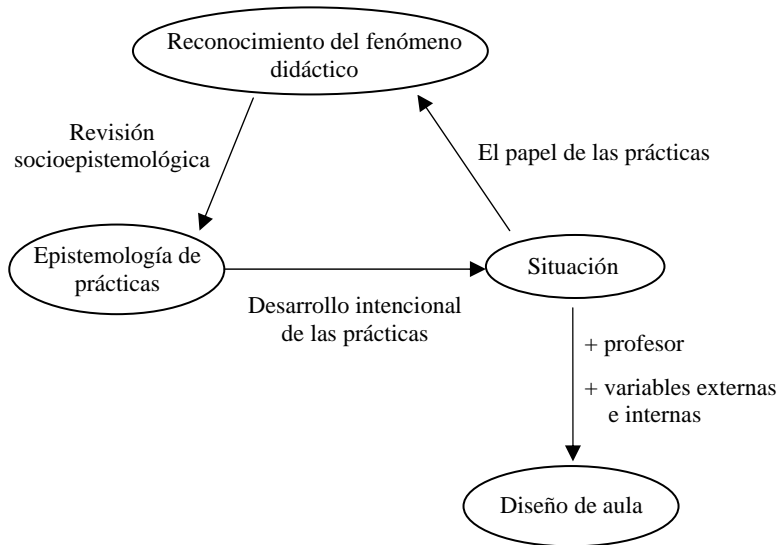 Reconocimiento del fenómeno
didáctico
Revisión
socioepistemológica
El papel de las prácticas
Epistemología de
prácticas
Situación
Desarrollo intencional
de las prácticas
+ profesor
+ variables externas
e internas
Diseño de aula